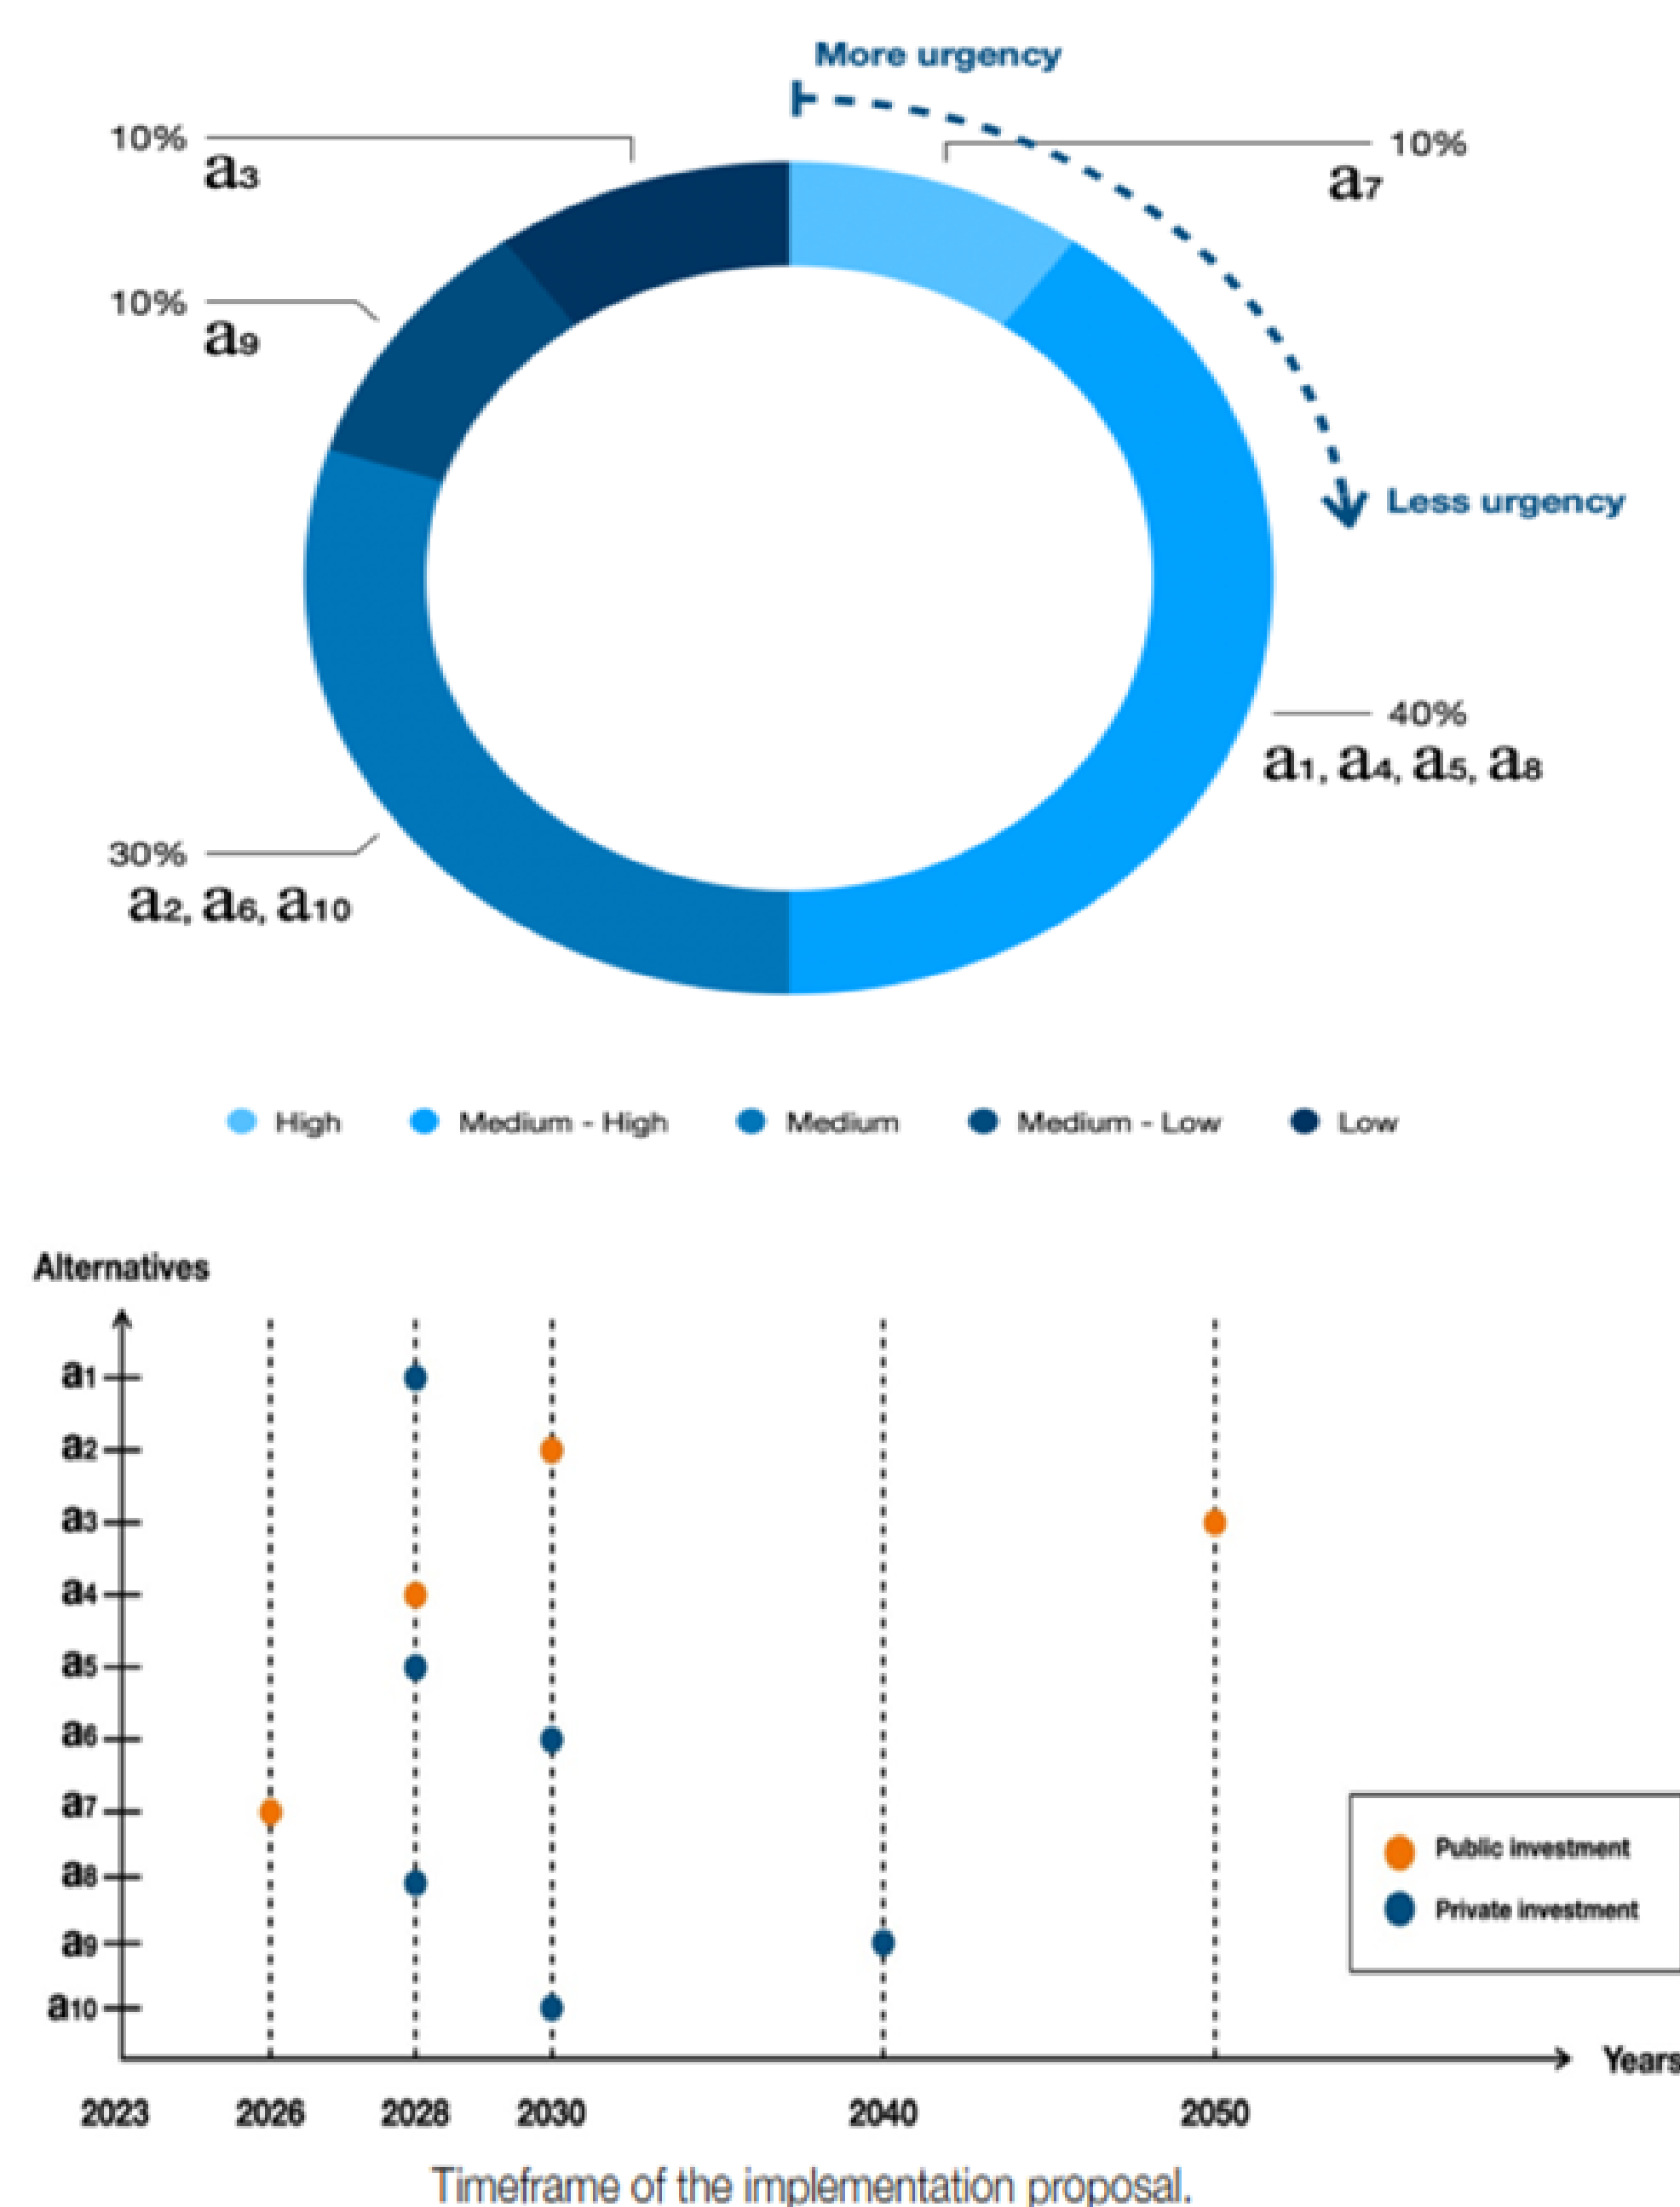 More urgency
10%
a3
10%
a7
10%
a9
Less urgency
40%
a1, a4, a5, a8
30%
a2, a6, a10
High Medium - High Medium Medium - Low Low
Alternatives
a1
a2
a3
a4
a5
a6
a7
a8
a9
a10
Public investment
Private investment
Years
2023 2026 2028 2030 2040 2050
Timeframe of the implementation proposal.